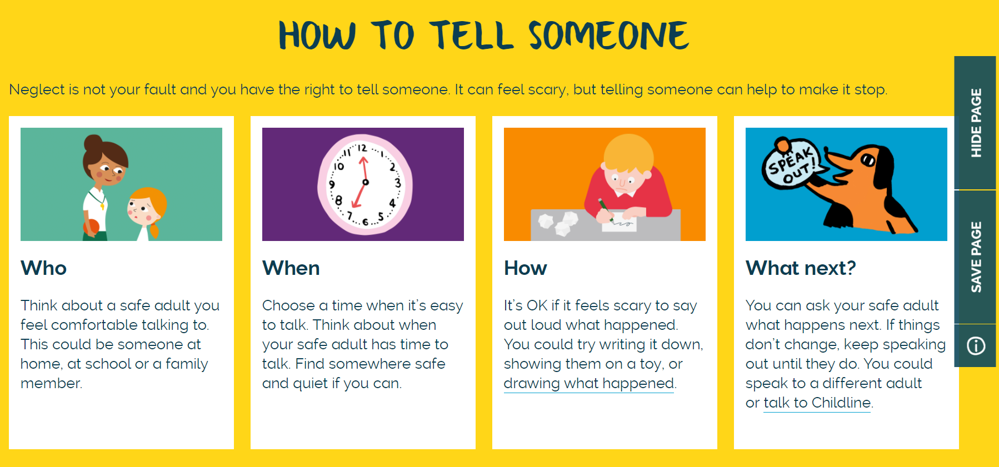 HOW TO TELL SOMEONE
Neglect is not your fault and you have the right to tell someone. It can feel scary, but telling someone can help to make it stop.
12
1
2
3
4
5
6
7
8
9
10
11
SPEAK
OUT!
Who
Think about a safe adult you
feel comfortable talking to.
This could be someone at
home, at school or a family
member.
When
Choose a time when it's easy
to talk. Think about when
your safe adult has time to
talk. Find somewhere safe
and quiet if you can.
How
It's OK if it feels scary to say
out loud what happened.
You could try writing it down,
showing them on a toy, or
drawing what happened.
What next?
You can ask your safe adult
what happens next. If things
don't change, keep speaking
out until they do. You could
speak to a different adult
or talk to Childline.
HIDE PAGE
SAVE PAGE